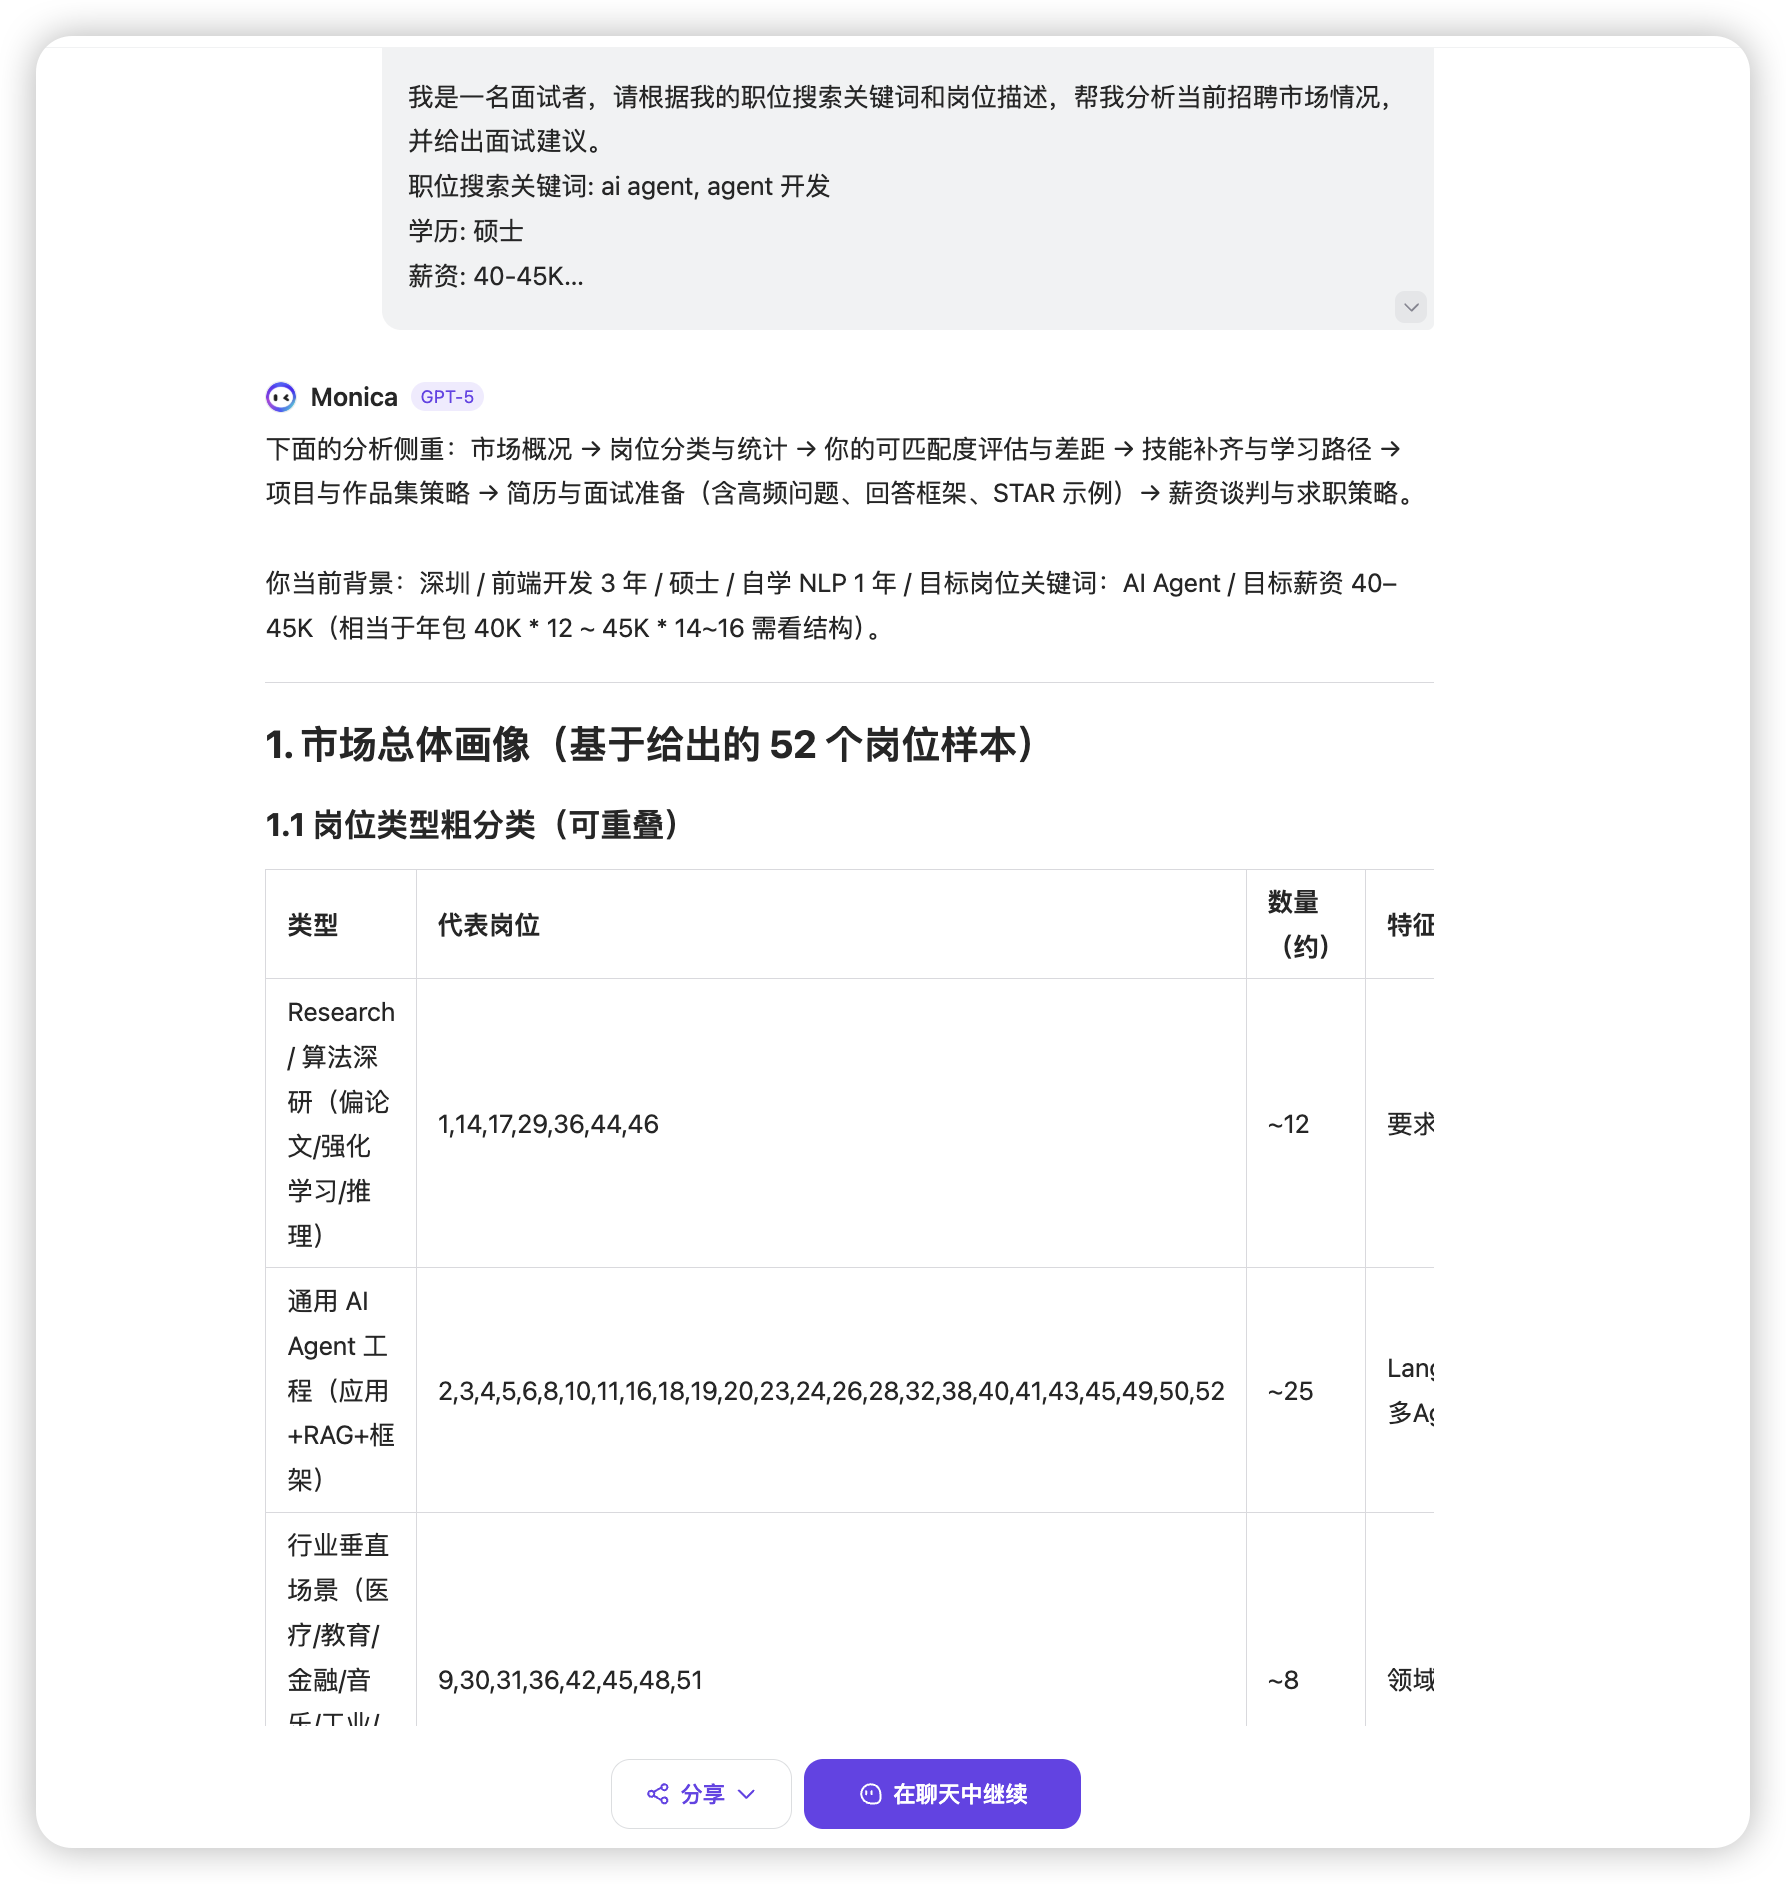 我是一名面试者，请根据我的职位搜索关键词和岗位描述，帮我分析当前招聘市场情况，
并给出面试建议。
职位搜索关键词: ai agent, agent 开发
学历: 硕士
薪资: 40-45K...
Monica GPT-5
下面的分析侧重：市场概况 → 岗位分类与统计 → 你的可匹配度评估与差距 → 技能补齐与学习路径 →
项目与作品集策略 → 简历与面试准备（含高频问题、回答框架、STAR 示例）→ 薪资谈判与求职策略。
你当前背景：深圳 / 前端开发 3 年 / 硕士 / 自学 NLP 1 年 / 目标岗位关键词：AI Agent / 目标薪资 40–
45K（相当于年包 40K * 12 ~ 45K * 14~16 需看结构）。
1. 市场总体画像（基于给出的 52 个岗位样本）
1.1 岗位类型粗分类（可重叠）
类型
代表岗位
数量
（约）
特征
Research
/ 算法深
研（偏论
文/强化
学习/推
理）
1,14,17,29,36,44,46
~12
要求
通用 AI
Agent 工
程（应用
+RAG+框
架）
2,3,4,5,6,8,10,11,16,18,19,20,23,24,26,28,32,38,40,41,43,45,49,50,52
~25
Lang
多Ag
行业垂直
场景（医
疗/教育/
金融/音
乐/工业/
9,30,31,36,42,45,48,51
~8
领域
分享
在聊天中继续